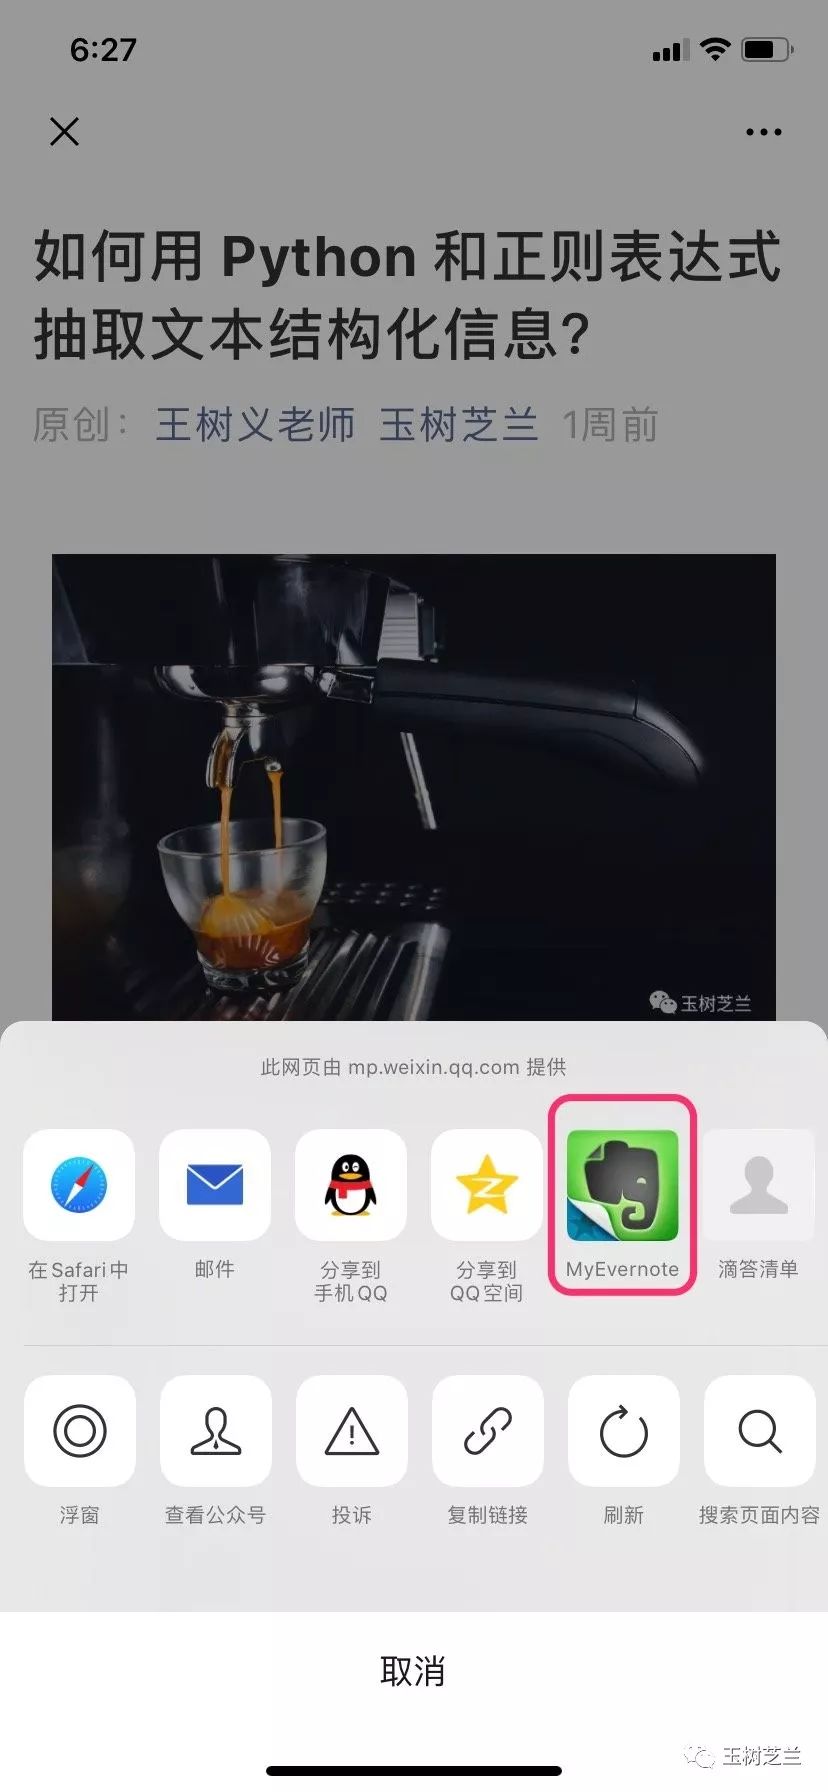 6:27
如何用 Python 和正则表达式
抽取文本结构化信息?
原创： 王树义老师 玉树芝兰 1周前
玉树芝兰
此网页由 mp.weixin.qq.com 提供
在Safari中
打开
邮件
分享到
手机QQ
分享到
QQ空间
MyEvernote
滴答清单
浮窗
查看公众号
投诉
复制链接
刷新
搜索页面内容
取消
玉树芝兰